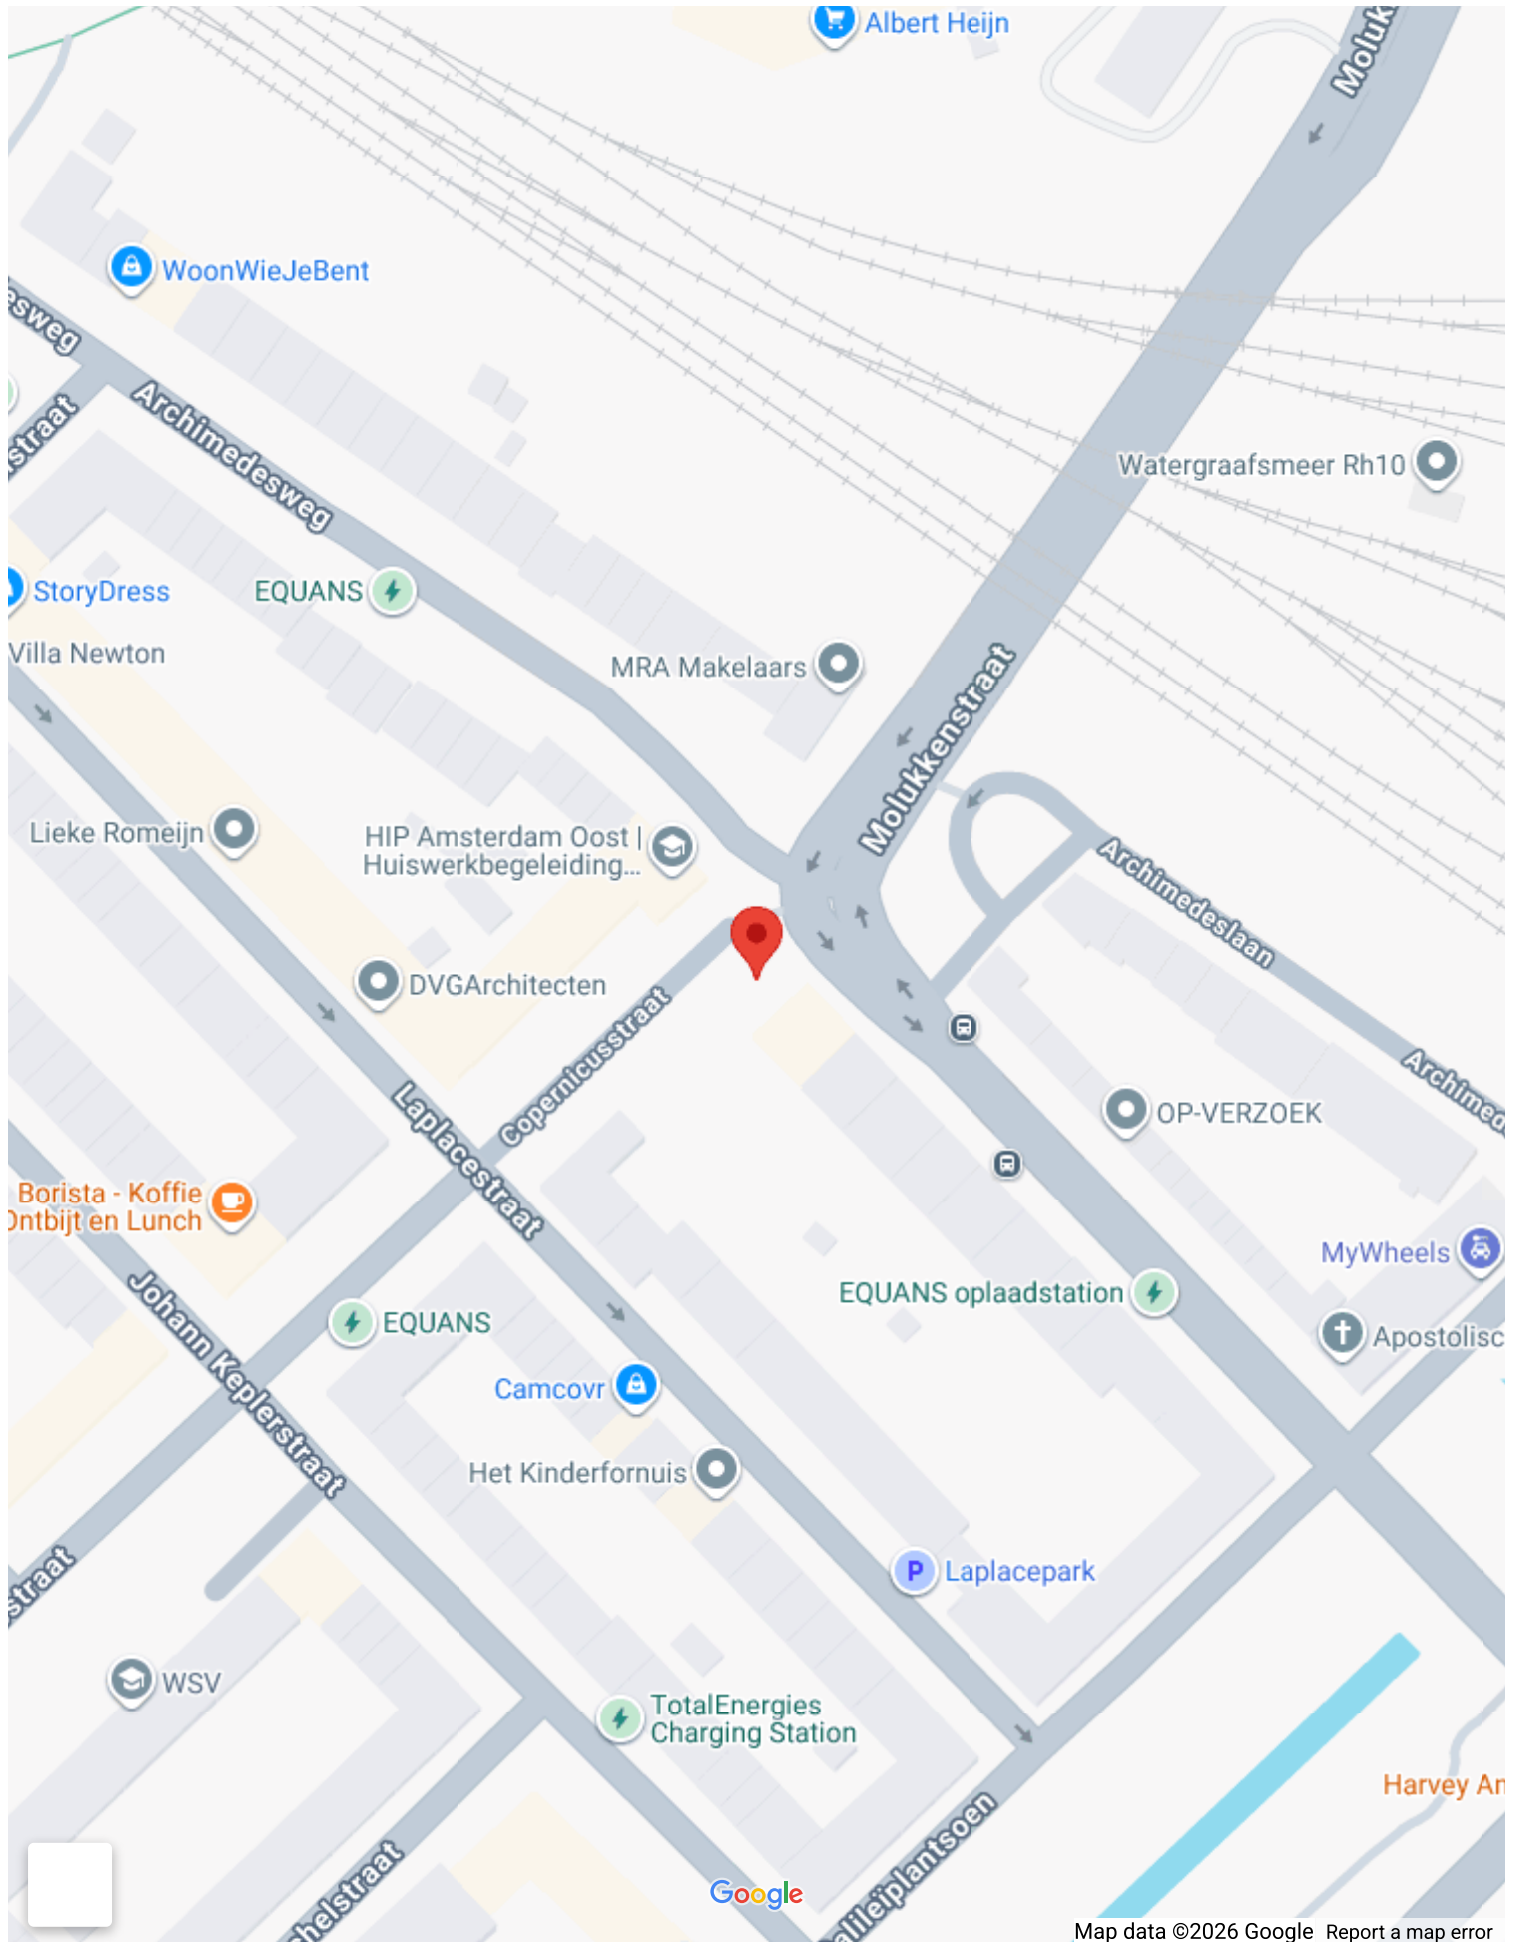 Albert Heijn
Moluk
WoonWieJeBent
esweg
Archimedesweg
straat
Watergraafsmeer Rh10
StoryDress
EQUANS
Villa Newton
MRA Makelaars
Molukkenstraat
Lieke Romeijn
HIP Amsterdam Oost |
Huiswerkbegeleiding...
Archimedeslaan
DVGArchitecten
Copernicusstraat
Archimed
Laplacestraat
OP-VERZOEK
Borista - Koffie
Ontbijt en Lunch
MyWheels
EQUANS oplaadstation
Johann Keplerstraat
EQUANS
Apostolisc
Camcovr
Het Kinderfornuis
straat
Laplacepark
P
WSV
TotalEnergies
Charging Station
Harvey An
helstraat
alileïplantsoen
Google
Map data ©2026 Google Report a map error